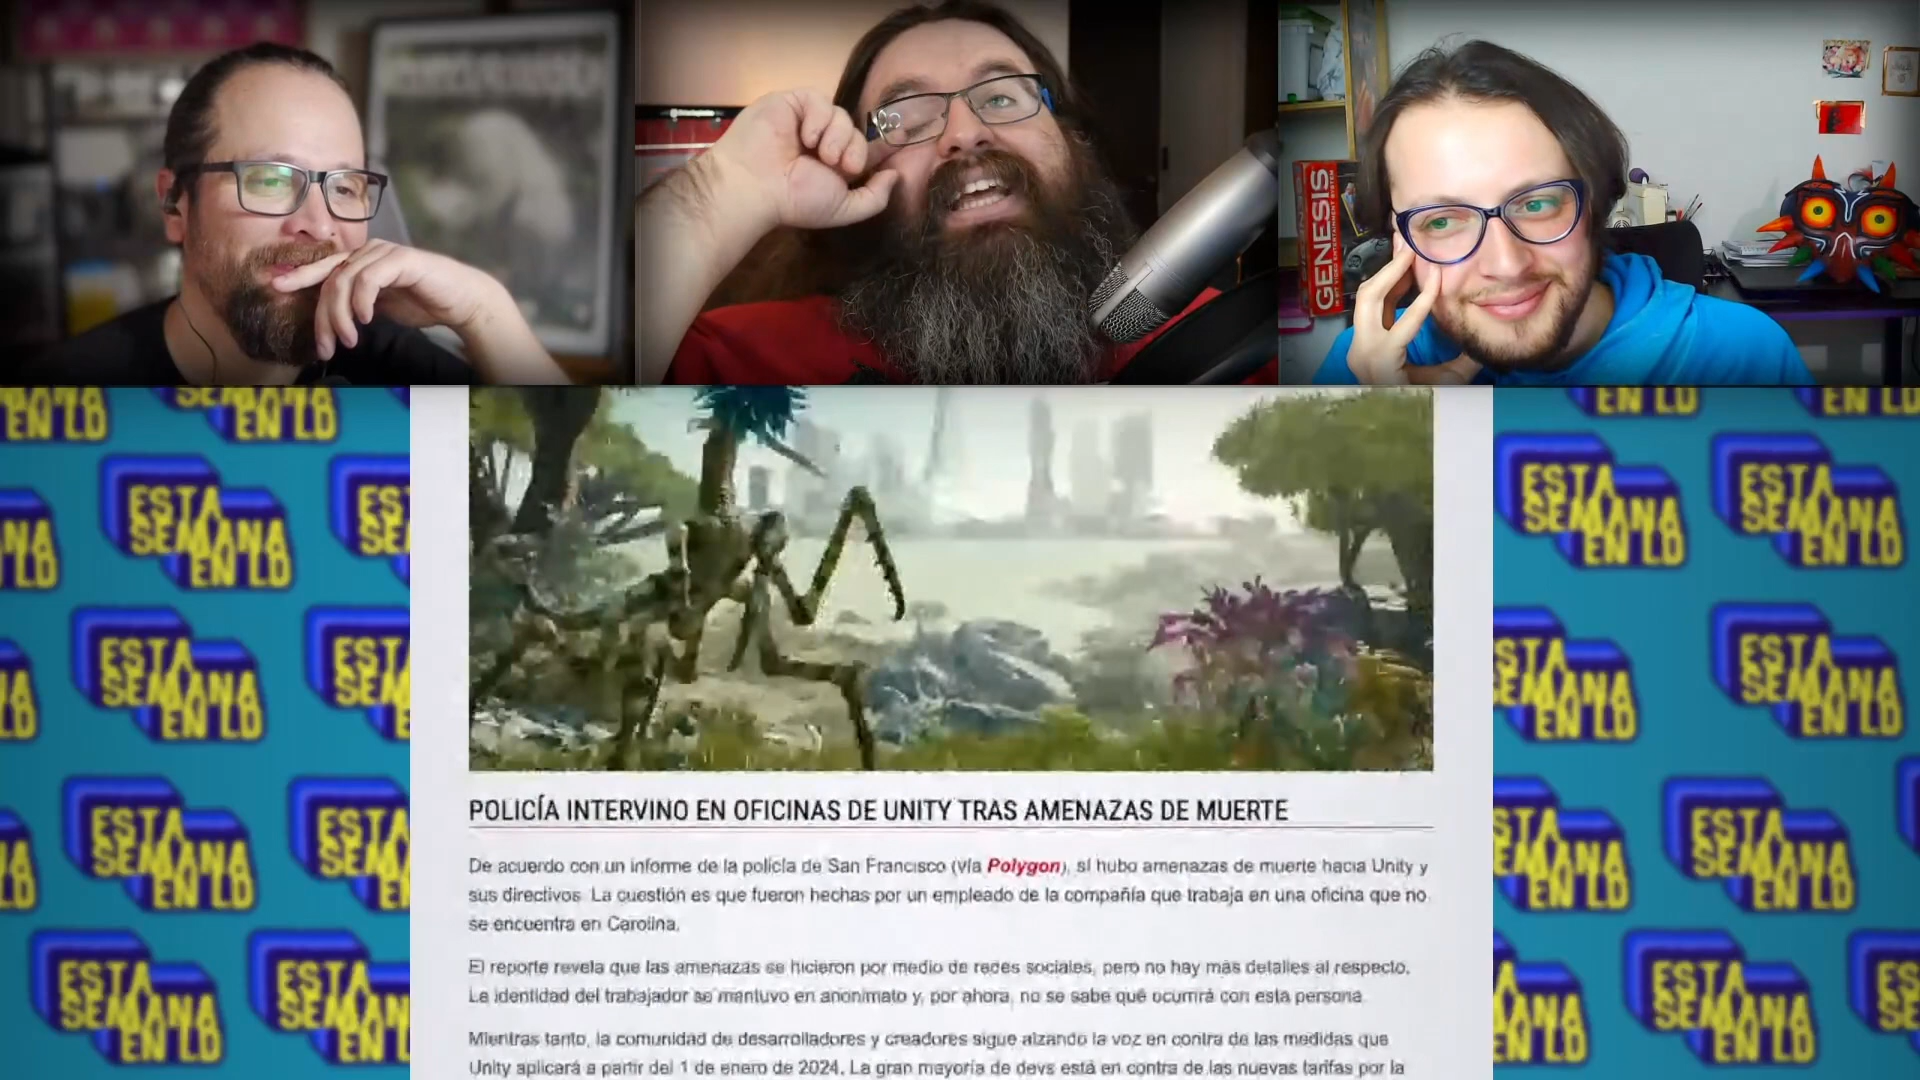 GENESIS
POLICÍA INTERVINO EN OFICINAS DE UNITY TRAS AMENAZAS DE MUERTE
De acuerdo con un informe de la policía de San Francisco (vía Polygon), sí hubo amenazas de muerte hacia Unity y
sus directivos. La cuestión es que fueron hechas por un empleado de la compañía que trabaja en una oficina que no
se encuentra en Carolina.
El reporte revela que las amenazas se hicieron por medio de redes sociales, pero no hay más detalles al respecto.
La identidad del trabajador se mantuvo en anonimato y, por ahora, no se sabe qué ocurrirá con esta persona.
Mientras tanto, la comunidad de desarrolladores y creadores sigue alzando la voz en contra de las medidas que
Unity aplicará a partir del 1 de enero de 2024. La gran mayoría de devs está en contra de las nuevas tarifas por la
ESTA
SEMANA
EN LD